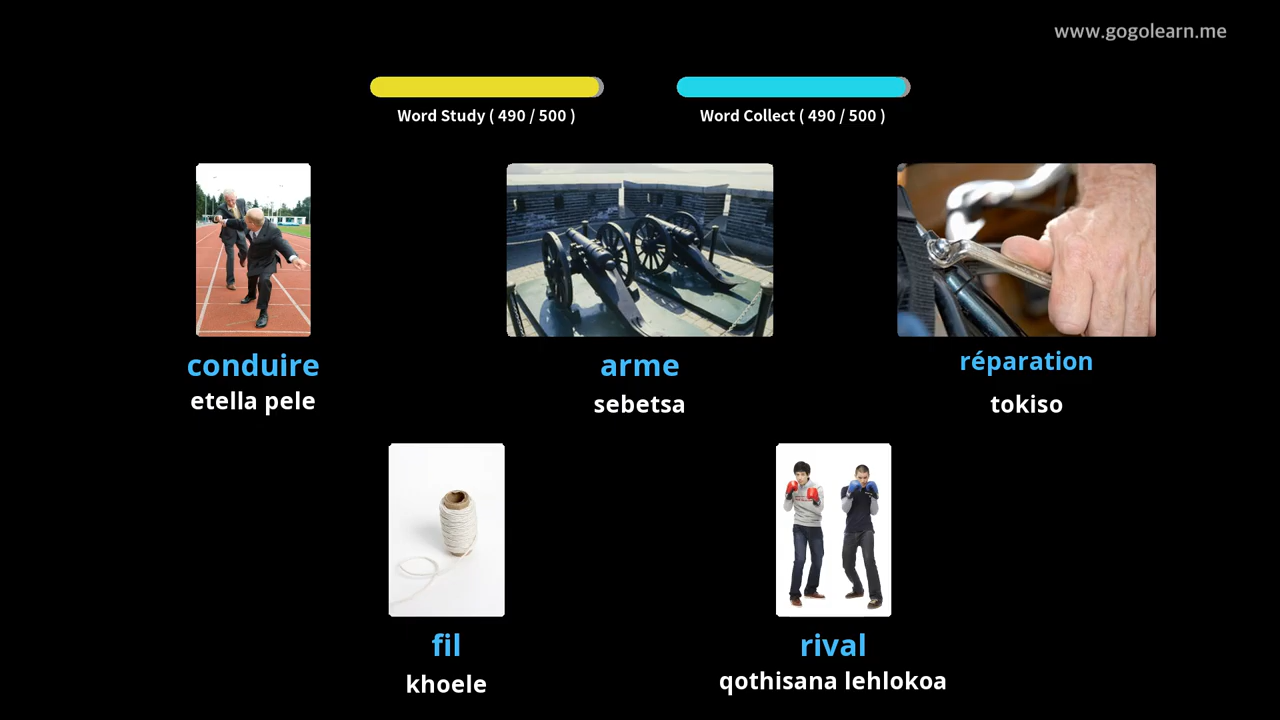 www.gogolearn.me
Word Study ( 490 / 500 )
Word Collect ( 490 / 500 )
conduire
etella pele
arme
sebetsa
réparation
tokiso
fil
khoele
rival
qothisana lehlokoa